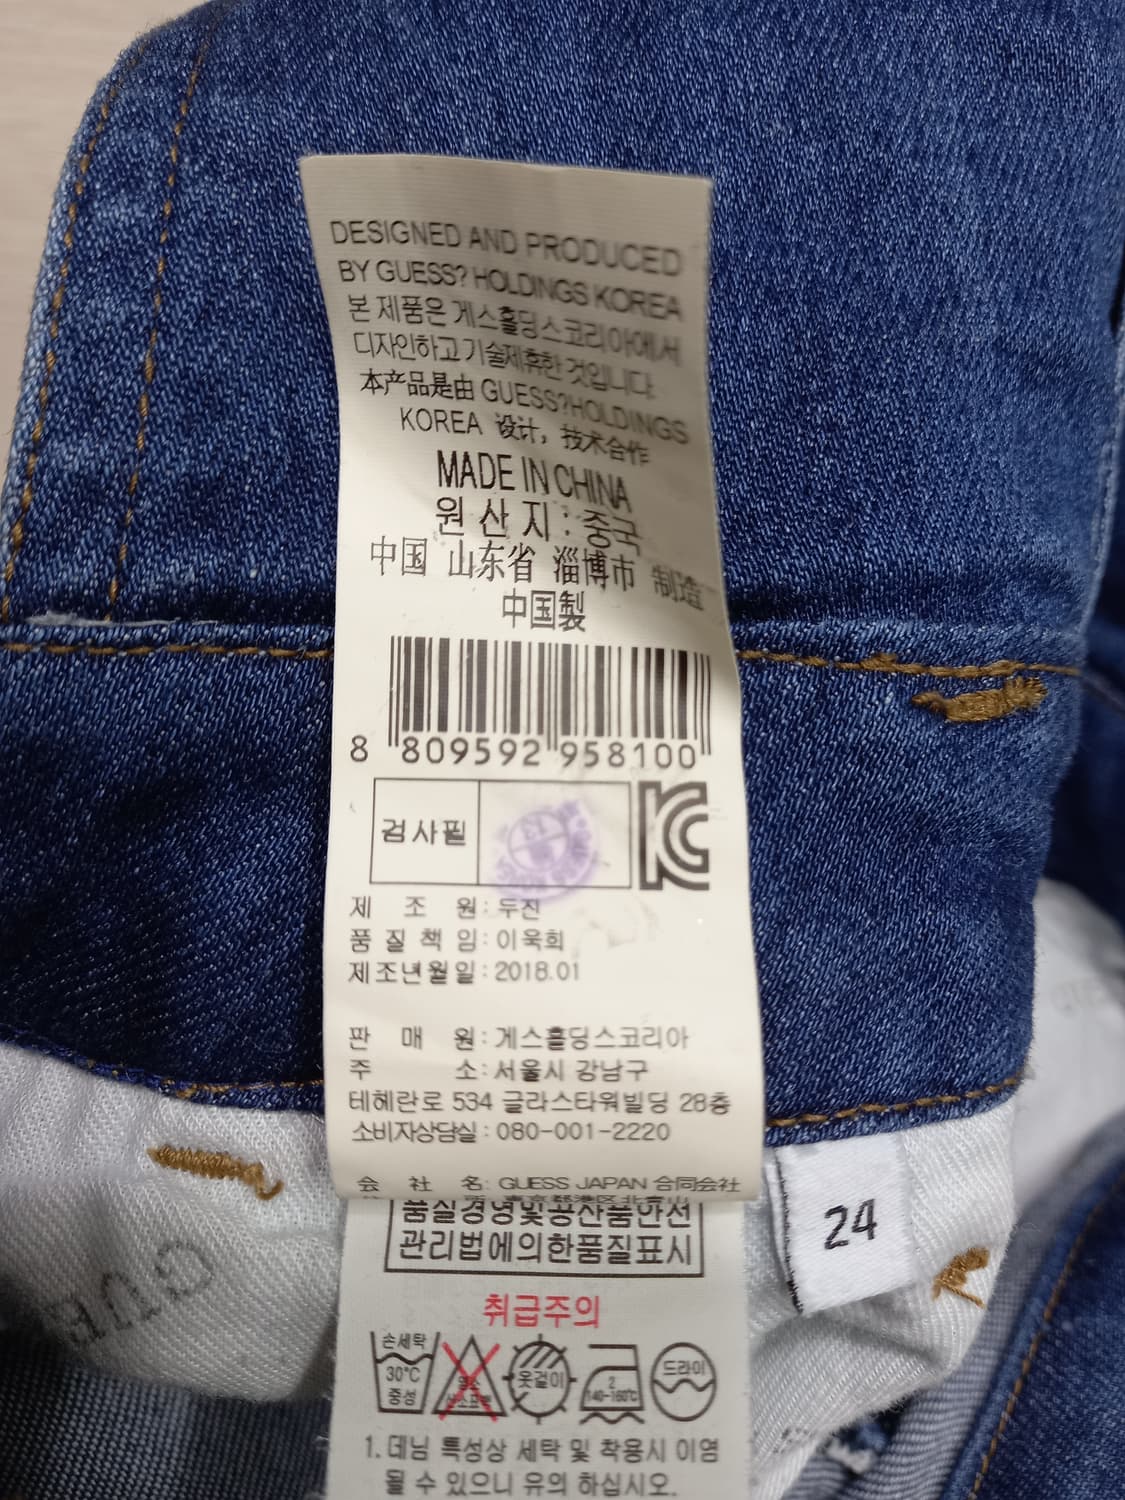 DESIGNED AND PRODUCED
BY GUESS? HOLDINGS KOREA
본 제품은 게스홀딩스코리아에서
디자인하고 기술제휴한 것입니다.
本产品是由 GUESS?HOLDINGS
KOREA 设计，技术合作
MADE IN CHINA
원 산 지 : 중국
中国 山东省 淄博市 制造
中国製
8 809592 958100
검사필
KC
제 조 원 : 두진
품 질 책 임 : 이욱희
제조년월일 : 2018.01
판 매 원 : 게스홀딩스코리아
주 소 : 서울시 강남구
테헤란로 534 글라스타워빌딩 28층
소비자상담실 : 080-001-2220
会 社 名: GUESS JAPAN 合同会社
품질경영및공산품안전
관리법에의한품질표시
24
취급주의
손세탁
30°C
중성
옷걸이
2
140~160°C
드라이
1. 데님 특성상 세탁 및 착용시 이염
될 수 있으니 유의 하십시오.